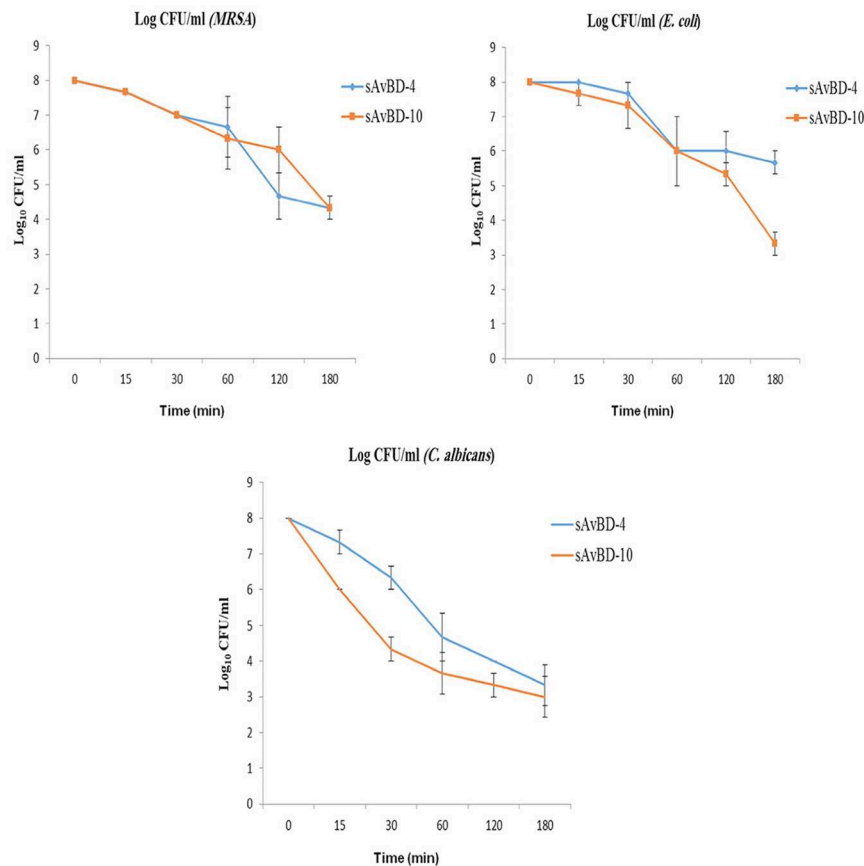 Log CFU/ml (MRSA)
9
8
7
6
5
4
3
2
1
0
Log10 CFU/ml
0 15 30 60 120 180
Time (min)
sAvBD-4
sAvBD-10
Log CFU/ml (E. coli)
9
8
7
6
5
4
3
2
1
0
Log10 CFU/ml
0 15 30 60 120 180
Time (min)
sAvBD-4
sAvBD-10
Log CFU/ml (C. albicans)
9
8
7
6
5
4
3
2
1
0
Log10 CFU/ml
0 15 30 60 120 180
Time (min)
sAvBD-4
sAvBD-10